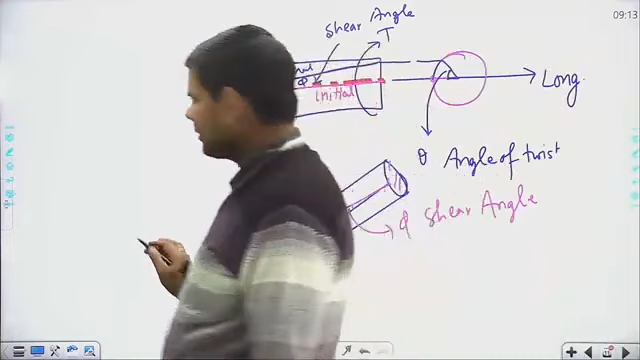 09:13
Shear Angle
T
Φ
initial
Long.
θ Angle of twist
φ Shear Angle